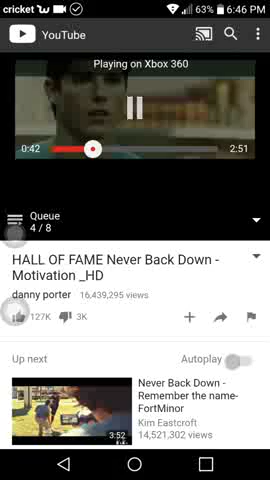 cricket 63% 6:46 PM
YouTube
Playing on Xbox 360
0:42 2:51
Queue
4 / 8
HALL OF FAME Never Back Down -
Motivation _HD
danny porter 16,439,295 views
127K 3K
Up next Autoplay
Never Back Down -
Remember the name-
FortMinor
Kim Eastcroft
14,521,302 views
3:52